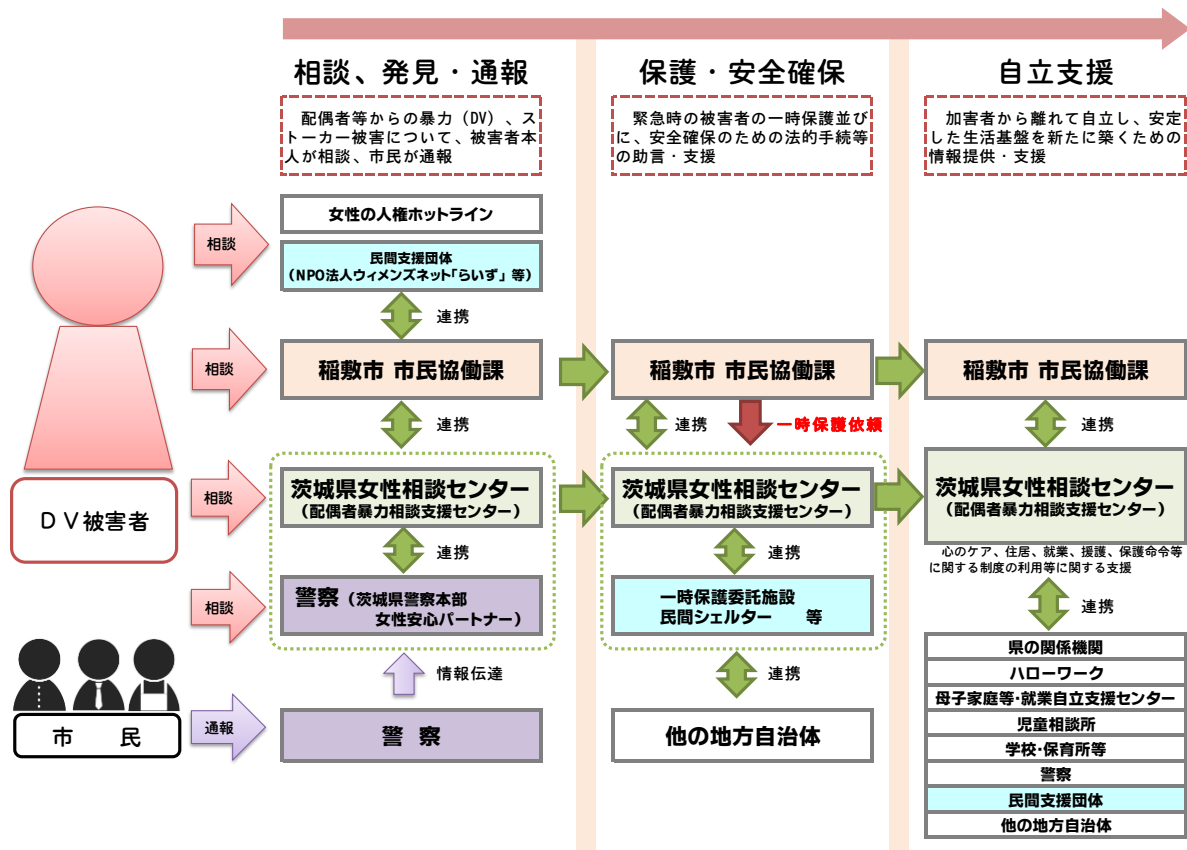 相談、発見・通報
配偶者等からの暴力（DV）、ス
トーカー被害について、被害者本
人が相談、市民が通報
保護・安全確保
緊急時の被害者の一時保護並び
に、安全確保のための法的手続等
の助言・支援
自立支援
加害者から離れて自立し、安定
した生活基盤を新たに築くための
情報提供・支援
相談
女性の人権ホットライン
民間支援団体
（NPO法人ウィメンズネット「らいず」等）
連携
相談
稲敷市 市民協働課
稲敷市 市民協働課
稲敷市 市民協働課
連携
連携
一時保護依頼
連携
ＤＶ被害者
相談
茨城県女性相談センター
（配偶者暴力相談支援センター）
茨城県女性相談センター
（配偶者暴力相談支援センター）
茨城県女性相談センター
（配偶者暴力相談支援センター）
心のケア、住居、就業、援護、保護命令等
に関する制度の利用等に関する支援
連携
連携
連携
相談
警察（茨城県警察本部
女性安心パートナー）
一時保護委託施設
民間シェルター　　等
情報伝達
連携
市　　民
通報
警 察
他の地方自治体
県の関係機関
ハローワーク
母子家庭等・就業自立支援センター
児童相談所
学校・保育所等
警察
民間支援団体
他の地方自治体